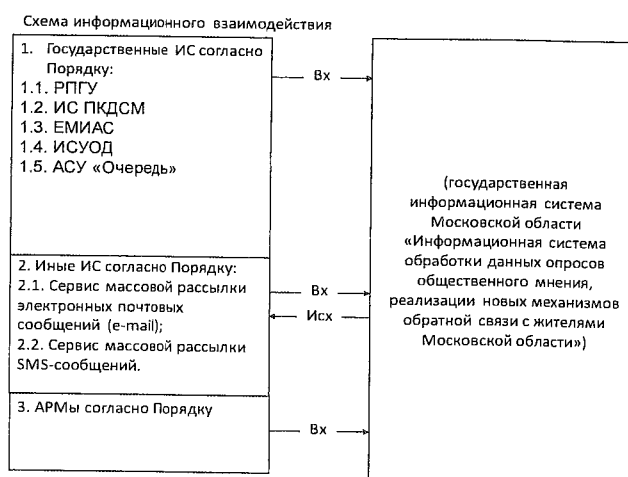 Схема информационного взаимодействия
1. Государственные ИС согласно
Порядку:
1.1. РПГУ
1.2. ИС ПКДСМ
1.3. ЕМИАС
1.4. ИСУОД
1.5. АСУ «Очередь»
Вх
2. Иные ИС согласно Порядку:
2.1. Сервис массовой рассылки
электронных почтовых
сообщений (e-mail);
2.2. Сервис массовой рассылки
SMS-сообщений.
Вх
Исх
3. АРМы согласно Порядку
Вх
(государственная
информационная система
Московской области
«Информационная система
обработки данных опросов
общественного мнения,
реализации новых механизмов
обратной связи с жителями
Московской области»)